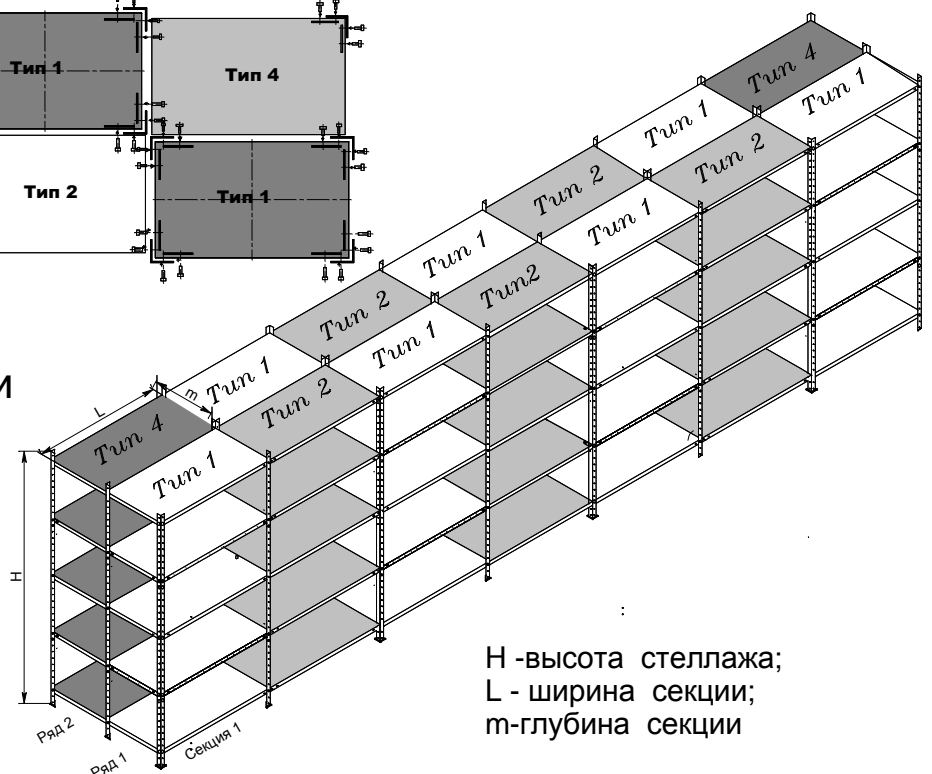 Тип 1
Тип 4
Тип 2
Тип 1
и
Тип 4
Тип 1
Тип 1
Тип 2
Тип 2
Тип 1
Тип 1
Тип2
Тип 2
Тип 1
Тип 1
Тип 2
Тип 4
Тип 1
L
m
H
Ряд 2
Ряд 1
Секция 1
H -высота стеллажа;
L - ширина секции;
m-глубина секции